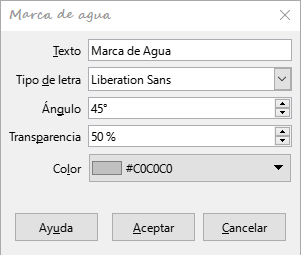 Marca de agua
Texto Marca de Agua
Tipo de letra Liberation Sans
Ángulo 45°
Transparencia 50 %
Color #C0C0C0
Ayuda Aceptar Cancelar